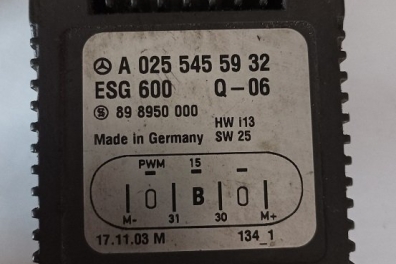 A 025 545 59 32
ESG 600 Q-06
89 8950 000
HW I13
Made in Germany SW 25
PWM 15 -
B
M- 31 30 M+
17.11.03 M 134_1